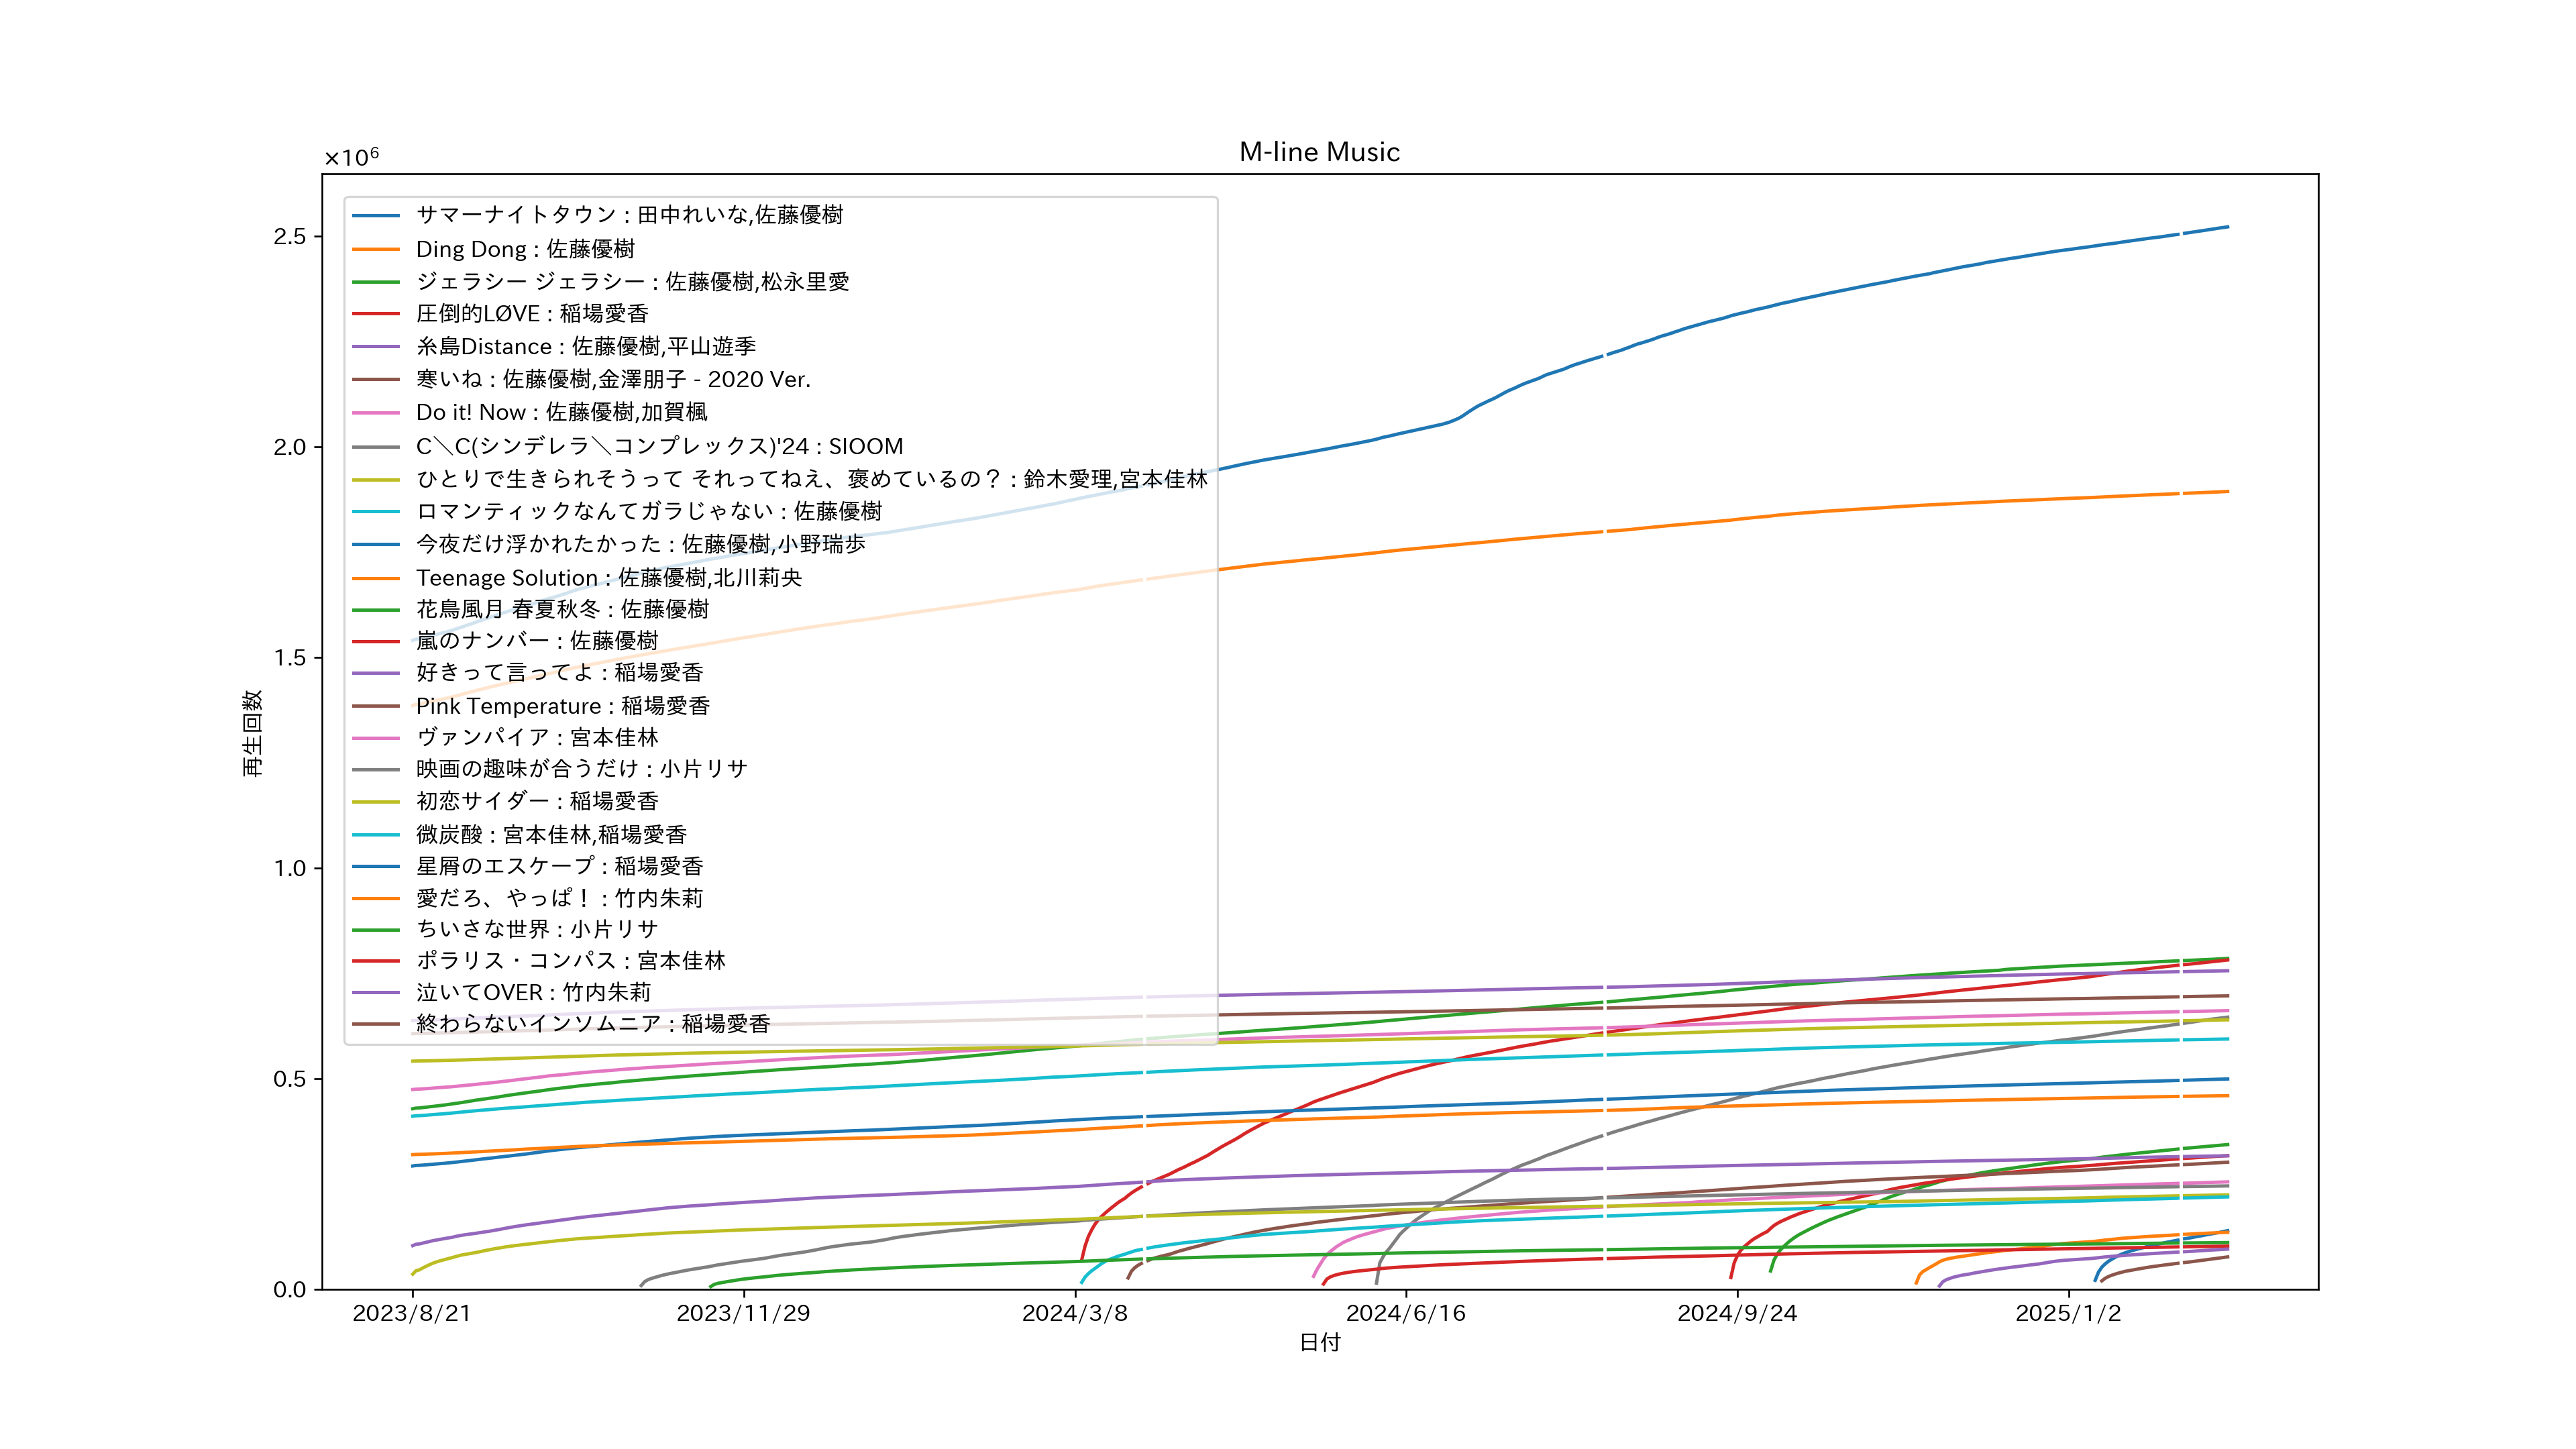 M-line Music
×10⁶
2.5
2.0
1.5
1.0
0.5
0.0
再生回数
サマーナイトタウン : 田中れいな,佐藤優樹
Ding Dong : 佐藤優樹
ジェラシー ジェラシー : 佐藤優樹,松永里愛
圧倒的LØVE : 稲場愛香
糸島Distance : 佐藤優樹,平山遊季
寒いね : 佐藤優樹,金澤朋子 - 2020 Ver.
Do it! Now : 佐藤優樹,加賀楓
C＼C(シンデレラ＼コンプレックス)'24 : SIOOM
ひとりで生きられそうって それってねえ、褒めているの？ : 鈴木愛理,宮本佳林
ロマンティックなんてガラじゃない : 佐藤優樹
今夜だけ浮かれたかった : 佐藤優樹,小野瑞歩
Teenage Solution : 佐藤優樹,北川莉央
花鳥風月 春夏秋冬 : 佐藤優樹
嵐のナンバー : 佐藤優樹
好きって言ってよ : 稲場愛香
Pink Temperature : 稲場愛香
ヴァンパイア : 宮本佳林
映画の趣味が合うだけ : 小片リサ
初恋サイダー : 稲場愛香
微炭酸 : 宮本佳林,稲場愛香
星屑のエスケープ : 稲場愛香
愛だろ、やっぱ！ : 竹内朱莉
ちいさな世界 : 小片リサ
ポラリス・コンパス : 宮本佳林
泣いてOVER : 竹内朱莉
終わらないインソムニア : 稲場愛香
2023/8/21
2023/11/29
2024/3/8
2024/6/16
2024/9/24
2025/1/2
日付